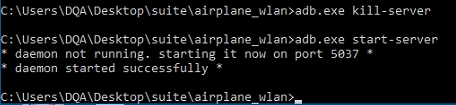 C:\Users\DQA\Desktop\suite\airplane_wlan>adb.exe kill-server
C:\Users\DQA\Desktop\suite\airplane_wlan>adb.exe start-server
* daemon not running. starting it now on port 5037 *
* daemon started successfully *
C:\Users\DQA\Desktop\suite\airplane_wlan>